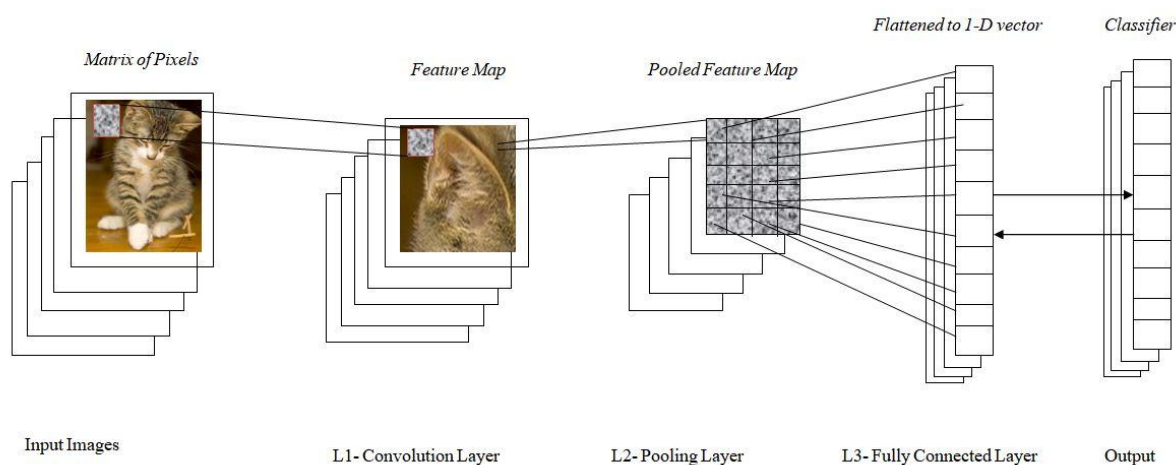 Flattened to 1-D vector
Classifier
Matrix of Pixels
Feature Map
Pooled Feature Map
Input Images
L1- Convolution Layer
L2- Pooling Layer
L3- Fully Connected Layer
Output